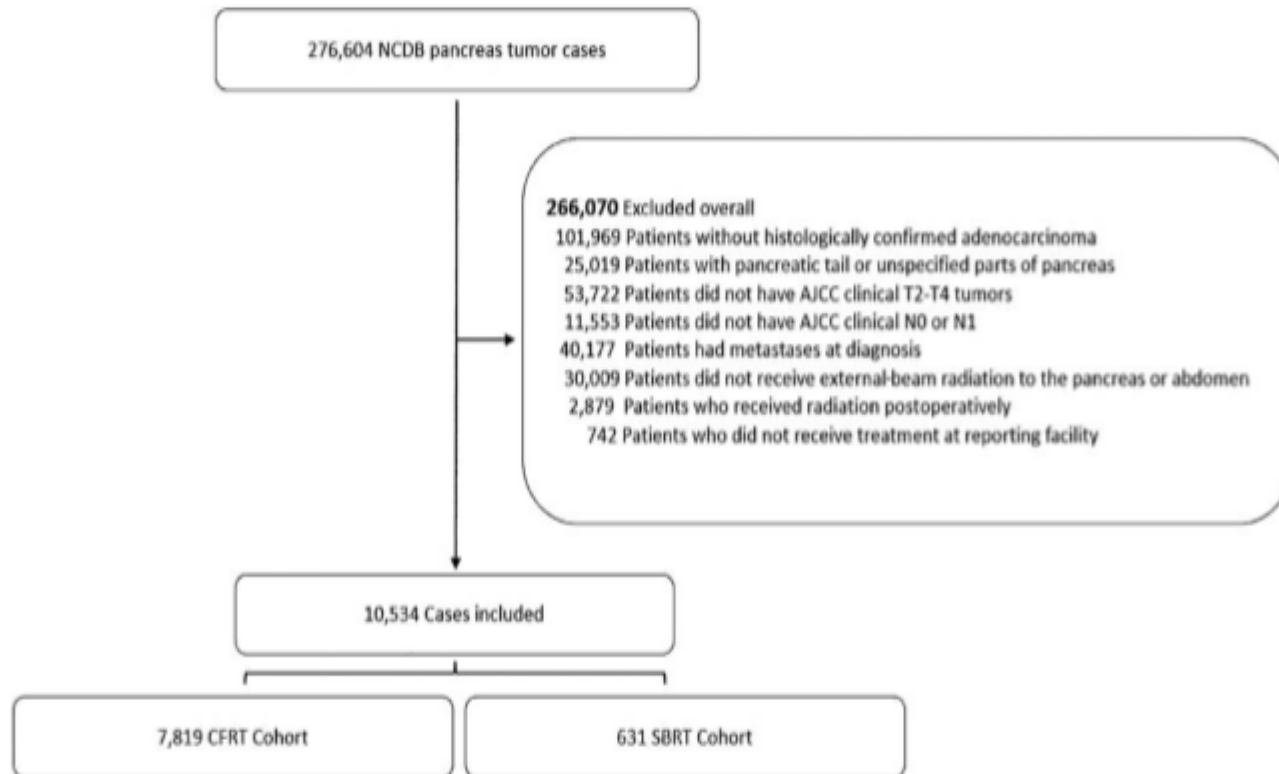 276,604 NCDB pancreas tumor cases
266,070 Excluded overall
101,969 Patients without histologically confirmed adenocarcinoma
25,019 Patients with pancreatic tail or unspecified parts of pancreas
53,722 Patients did not have AJCC clinical T2-T4 tumors
11,553 Patients did not have AJCC clinical N0 or N1
40,177 Patients had metastases at diagnosis
30,009 Patients did not receive external-beam radiation to the pancreas or abdomen
2,879 Patients who received radiation postoperatively
742 Patients who did not receive treatment at reporting facility
10,534 Cases included
7,819 CFRT Cohort
631 SBRT Cohort